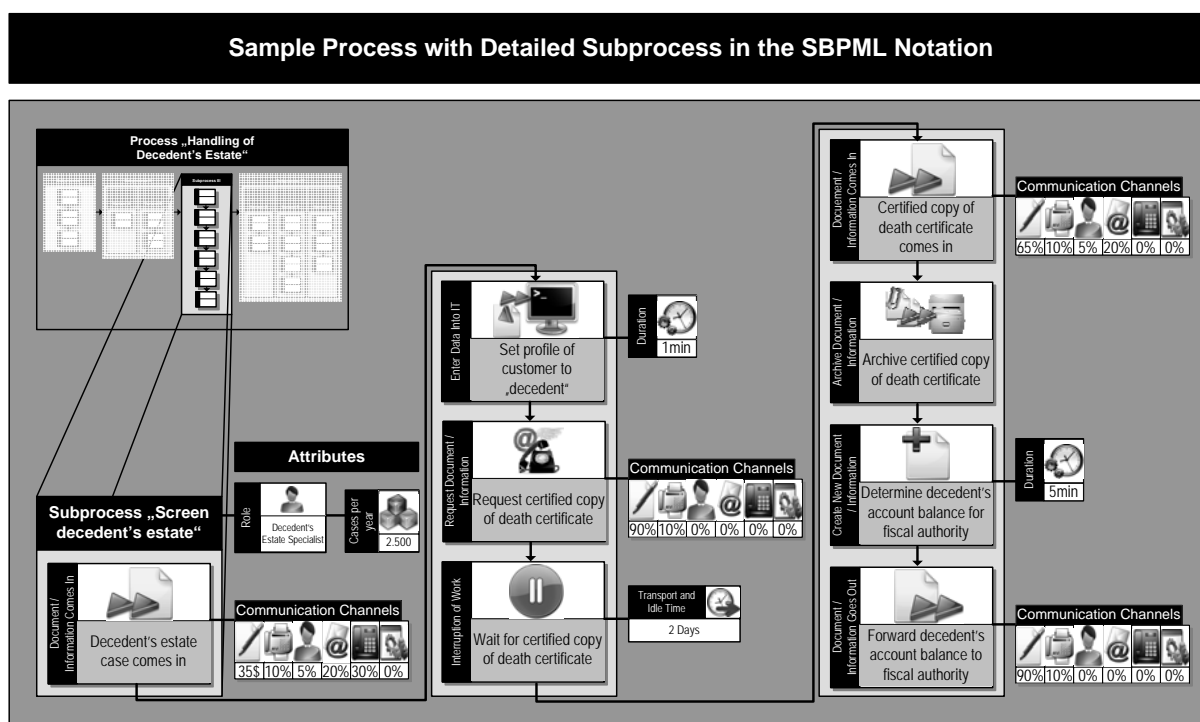 Sample Process with Detailed Subprocess in the SBPML Notation
Process „Handling of
Decedent's Estate“
Subprocess III
Attributes
Role
Decedent's
Estate Specialist
Cases per
year
2.500
Subprocess „Screen
decedent's estate“
Document /
Information Comes In
Decedent's estate
case comes in
Communication Channels
35$ 10% 5% 20% 30% 0%
Enter Data Into IT
Set profile of
customer to
„decedent“
Duration
1min
Request Document /
Information
Request certified copy
of death certificate
Communication Channels
90% 10% 0% 0% 0% 0%
Interruption of Work
Wait for certified copy
of death certificate
Transport and
Idle Time
2 Days
Docuement /
Information Comes In
Certified copy of
death certificate
comes in
Communication Channels
65% 10% 5% 20% 0% 0%
Archive Document /
Information
Archive certified copy
of death certificate
Create New Document
/ Information
Determine decedent's
account balance for
fiscal authority
Duration
5min
Document /
Information Goes Out
Forward decedent's
account balance to
fiscal authority
Communication Channels
90% 10% 0% 0% 0% 0%